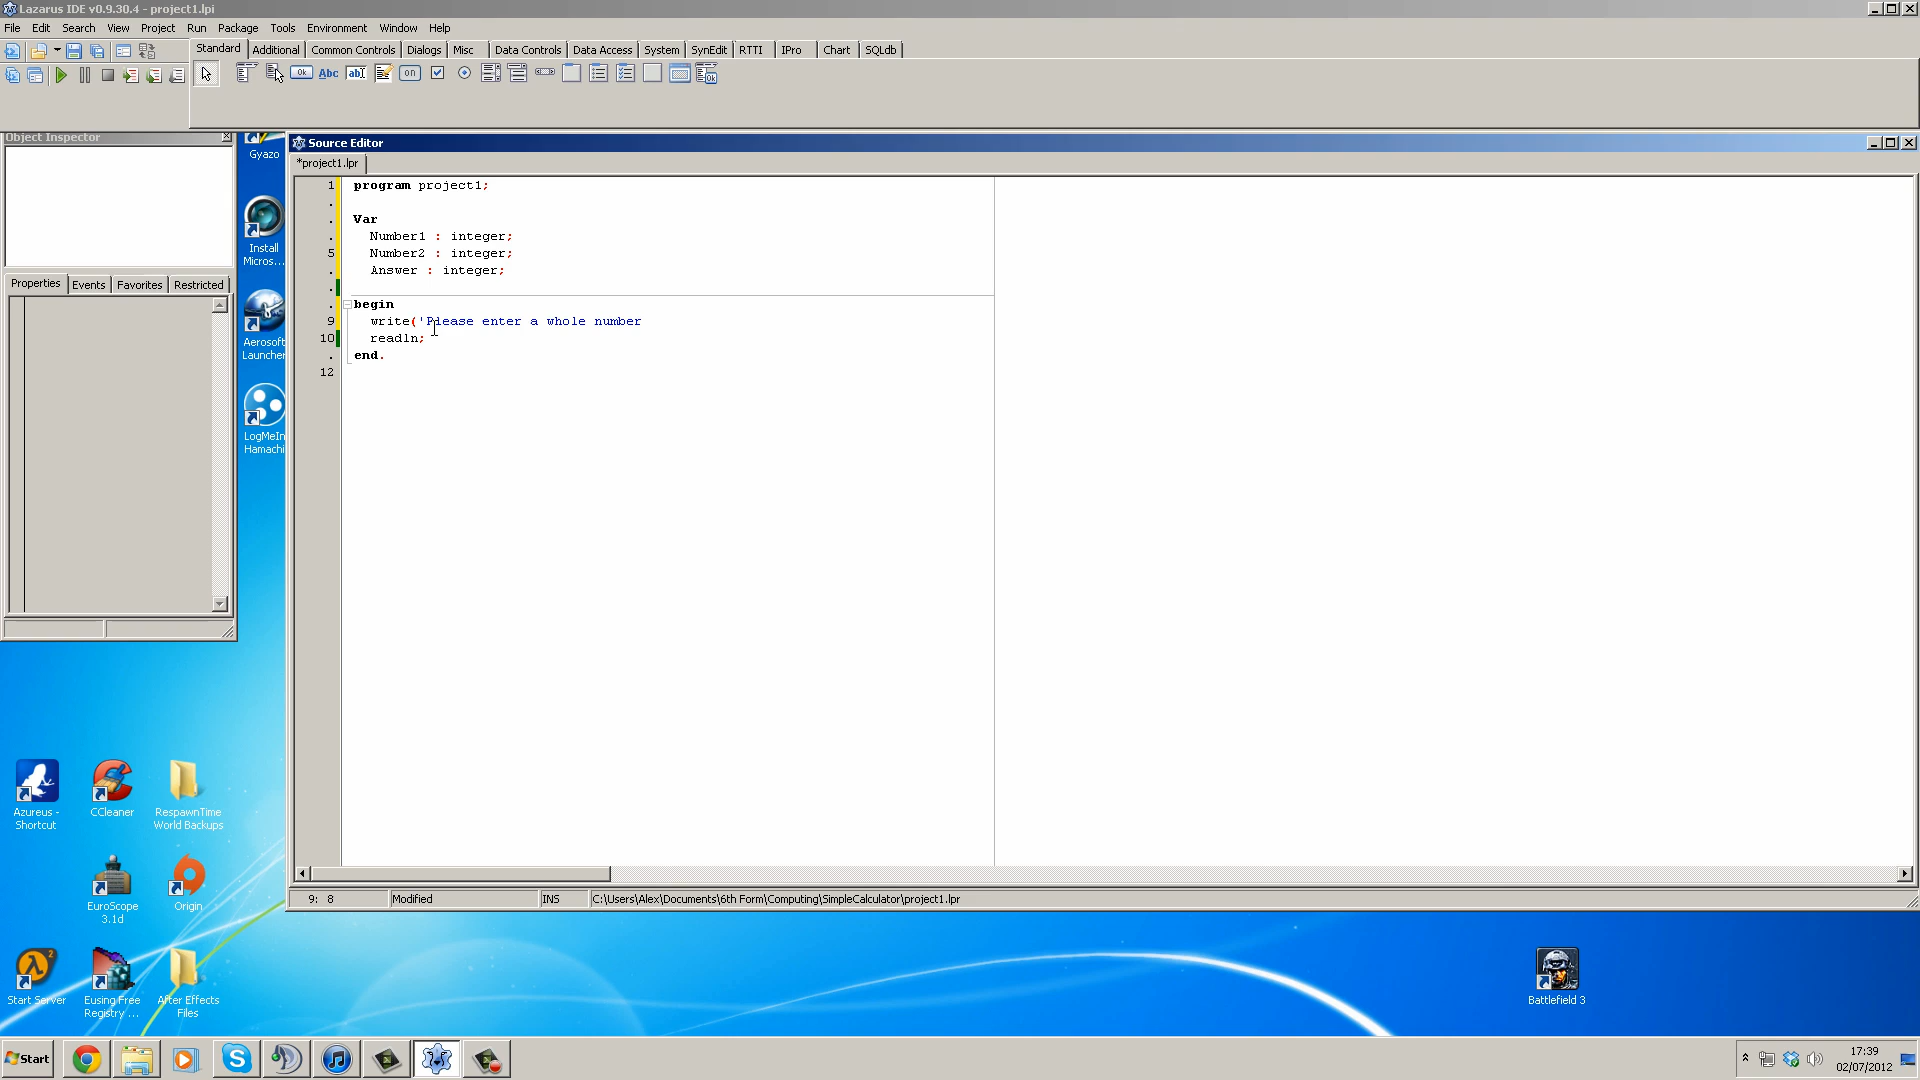 Lazarus IDE v0.9.30.4 - project1.lpi
File Edit Search View Project Run Package Tools Environment Window Help
Standard Additional Common Controls Dialogs Misc Data Controls Data Access System SynEdit RTTI IPro Chart SQLdb
Ok Abc ab on
Object Inspector
Properties Events Favorites Restricted
Gyazo
Install
Micros...
Aerosoft
Launcher
LogMeIn
Hamachi
Source Editor
*project1.lpr
1 program project1;
.
. Var
. Number1 : integer;
5 Number2 : integer;
. Answer : integer;
.
. begin
9 write('Please enter a whole number
10 readln;
. end.
12
9: 8 Modified INS C:\Users\Alex\Documents\6th Form\Computing\SimpleCalculator\project1.lpr
Azureus -
Shortcut
CCleaner
RespawnTime
World Backups
EuroScope
3.1d
Origin
Start Server
Eusing Free
Registry ...
After Effects
Files
Battlefield 3
Start
17:39
02/07/2012